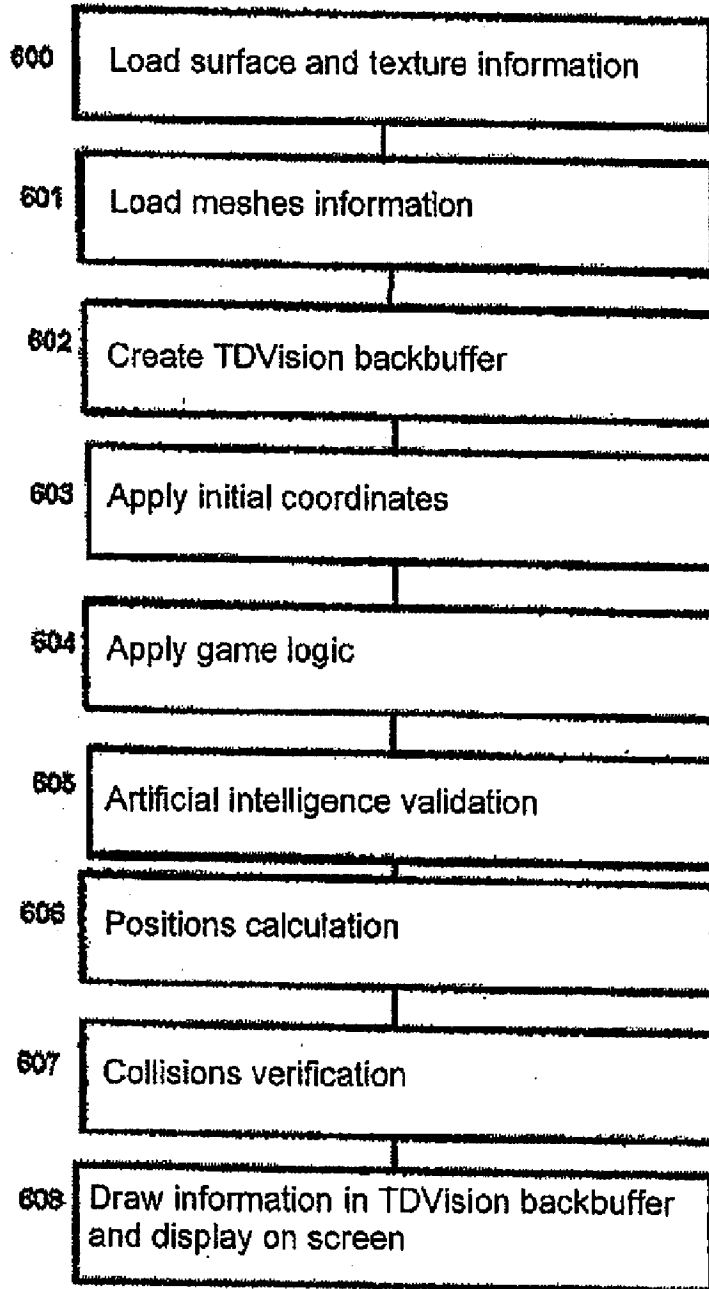 600 Load surface and texture information
601 Load meshes information
602 Create TDVision backbuffer
603 Apply initial coordinates
604 Apply game logic
605 Artificial intelligence validation
606 Positions calculation
607 Collisions verification
608 Draw information in TDVision backbuffer
and display on screen